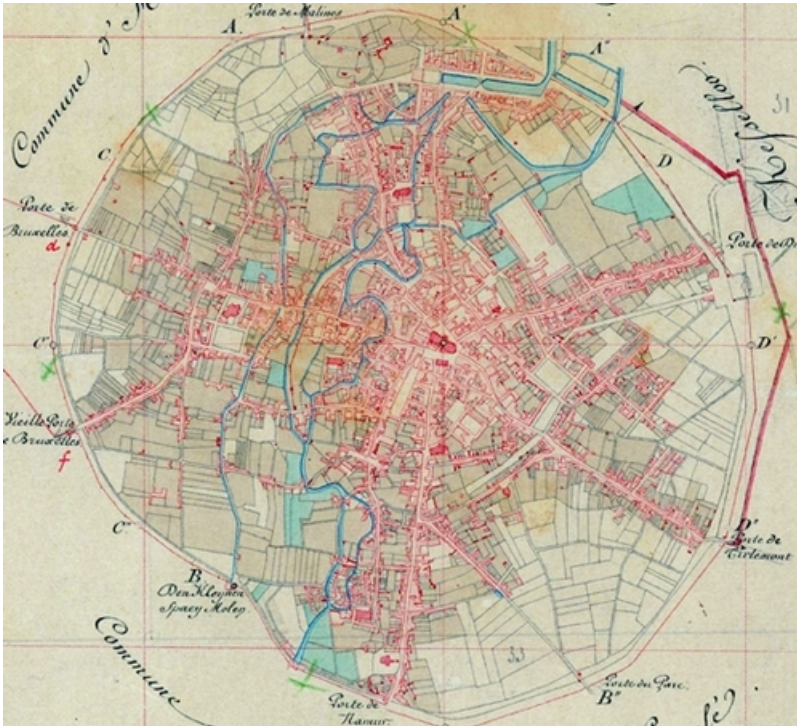 Commune d'
Porte de Malines
A.
A'
A"
A
31
Kesselloo
D
C.
Porte de
Bruxelles
d
Porte de
C'
D'
Vieille Porte
e Bruxelles
f
C"
D"
Porte de
Tirlemont
B
Den Kleynen
Spaey Molen
Commune
Porte du Parc
B"
Porte de
Namur